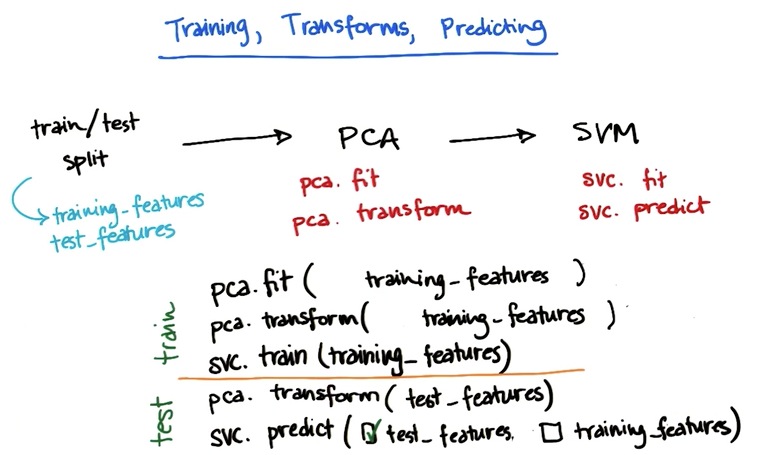 Training, Transforms, Predicting
train/test
split
PCA
SVM
training_features
test_features
pca. fit
pca. transform
svc. fit
svc. predict
train
pca.fit ( training_features )
pca. transform( training_features )
svc. train (training_features)
test
pca. transform( test_features)
svc. predict ( ☑ test_features, ☐ training_features)